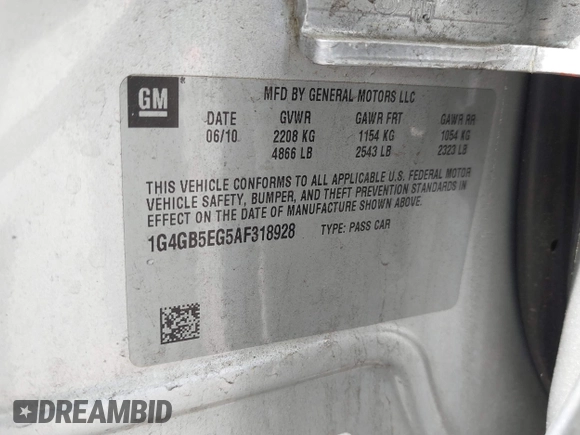 GM
MFD BY GENERAL MOTORS LLC
DATE GVWR GAWR FRT GAWR RR
06/10 2208 KG 1154 KG 1054 KG
4866 LB 2543 LB 2323 LB
THIS VEHICLE CONFORMS TO ALL APPLICABLE U.S. FEDERAL MOTOR
VEHICLE SAFETY, BUMPER, AND THEFT PREVENTION STANDARDS IN
EFFECT ON THE DATE OF MANUFACTURE SHOWN ABOVE.
1G4GB5EG5AF318928 TYPE: PASS CAR
DREAMBID